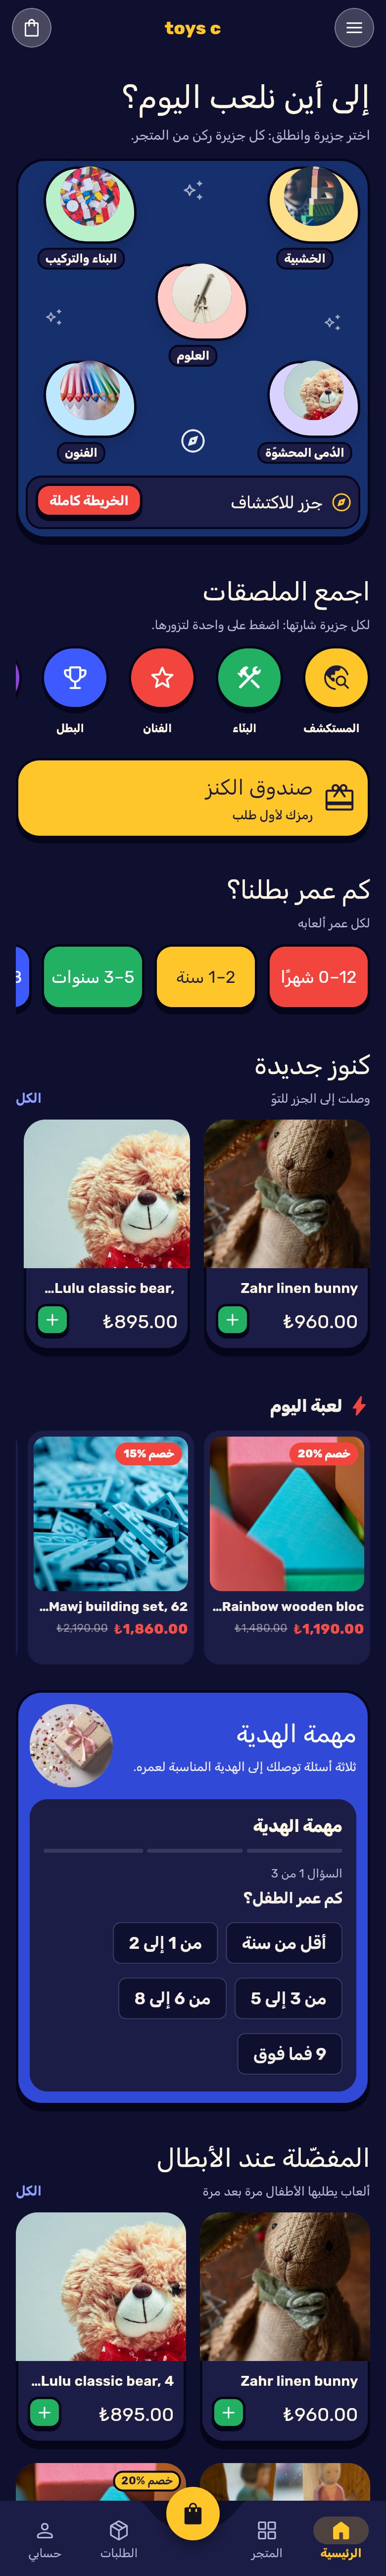 toys c
إلى أين نلعب اليوم؟
اختر جزيرة وانطلق: كل جزيرة ركن من المتجر.
الخشبية
البناء والتركيب
العلوم
الدُمى المحشوّة
الفنون
جزر للاكتشاف
الخريطة كاملة
اجمع الملصقات
لكل جزيرة شارتها: اضغط على واحدة لتزورها.
المستكشف
البنّاء
الفنان
البطل
صندوق الكنز
رمزك لأول طلب
كم عمر بطلنا؟
لكل عمر ألعابه
0–12 شهرًا
1–2 سنة
3–5 سنوات
كنوز جديدة
وصلت إلى الجزر للتوّ
الكل
Zahr linen bunny
₺960.00
Lulu classic bear,...
₺895.00
لعبة اليوم
خصم 20%
Rainbow wooden bloc...
₺1,190.00 ₺1,480.00
خصم 15%
Mawj building set, 62...
₺1,860.00 ₺2,190.00
مهمة الهدية
ثلاثة أسئلة توصلك إلى الهدية المناسبة لعمره.
مهمة الهدية
السؤال 1 من 3
كم عمر الطفل؟
أقل من سنة
من 1 إلى 2
من 3 إلى 5
من 6 إلى 8
9 فما فوق
المفضّلة عند الأبطال
ألعاب يطلبها الأطفال مرة بعد مرة
الكل
Zahr linen bunny
₺960.00
Lulu classic bear, 4...
₺895.00
خصم 20%
الرئيسية
المتجر
الطلبات
حسابي